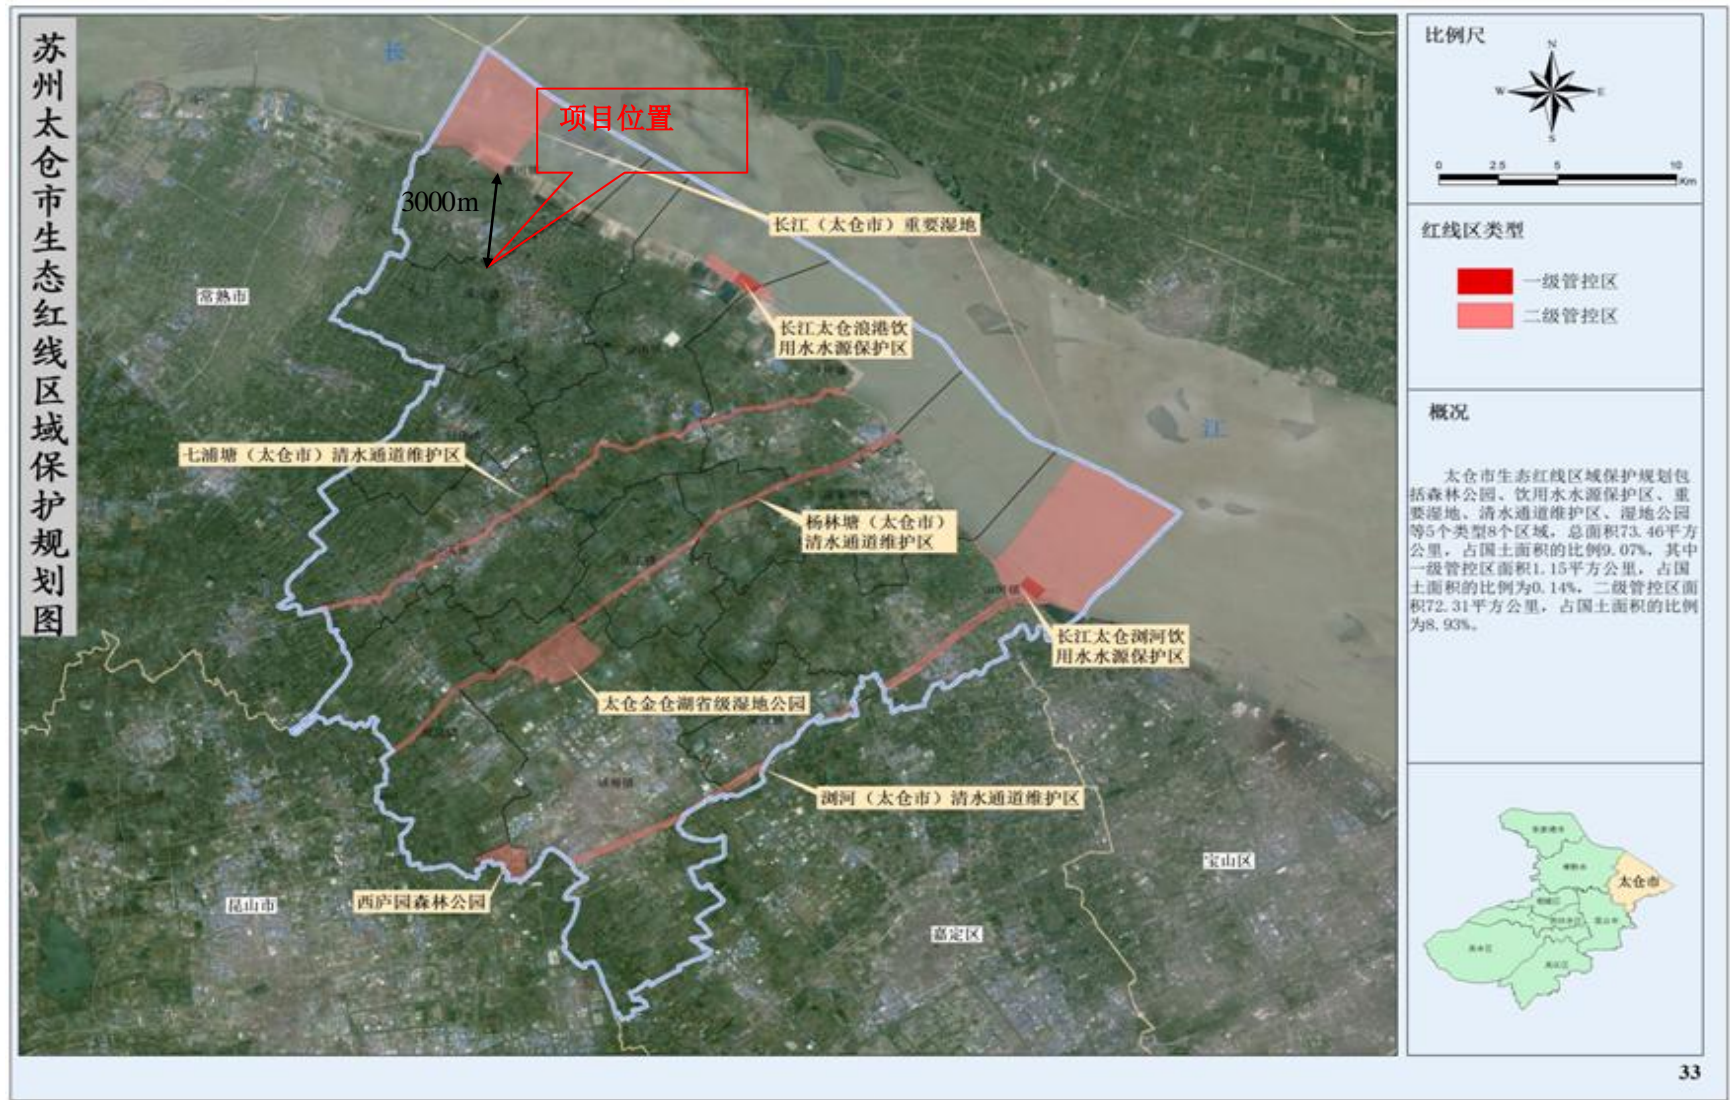 苏州太仓市生态红线区域保护规划图
长
项目位置
3000m
长江（太仓市）重要湿地
常熟市
长江太仓浪港饮
用水水源保护区
江
七浦塘（太仓市）清水通道维护区
杨林塘（太仓市）
清水通道维护区
长江太仓浏河饮
用水水源保护区
太仓金仓湖省级湿地公园
浏河（太仓市）清水通道维护区
宝山区
西庐园森林公园
昆山市
嘉定区
比例尺
N
W
E
S
0
2.5
5
10
Km
红线区类型
一级管控区
二级管控区
概况
太仓市生态红线区域保护规划包
括森林公园、饮用水水源保护区、重
要湿地、清水通道维护区、湿地公园
等5个类型8个区域，总面积73.46平方
公里，占国土面积的比例9.07%，其中
一级管控区面积1.15平方公里，占国
土面积的比例为0.14%，二级管控区面
积72.31平方公里，占国土面积的比例
为8.93%。
太仓市
33